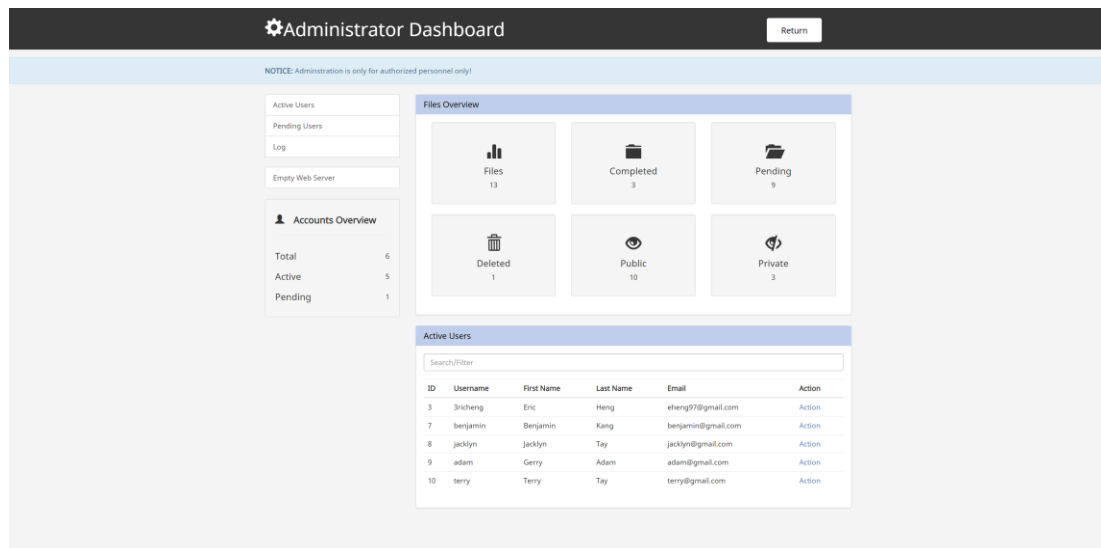 Administrator Dashboard
Return
NOTICE: Adminstration is only for authorized personnel only!
Active Users
Pending Users
Log
Empty Web Server
Accounts Overview
Total 6
Active 5
Pending 1
Files Overview
Files
13
Completed
3
Pending
9
Deleted
1
Public
10
Private
3
Active Users
Search/Filter
ID Username First Name Last Name Email Action
3 3richeng Eric Heng eheng97@gmail.com Action
7 benjamin Benjamin Kang benjamin@gmail.com Action
8 jacklyn Jacklyn Tay jacklyn@gmail.com Action
9 adam Gerry Adam adam@gmail.com Action
10 terry Terry Tay terry@gmail.com Action